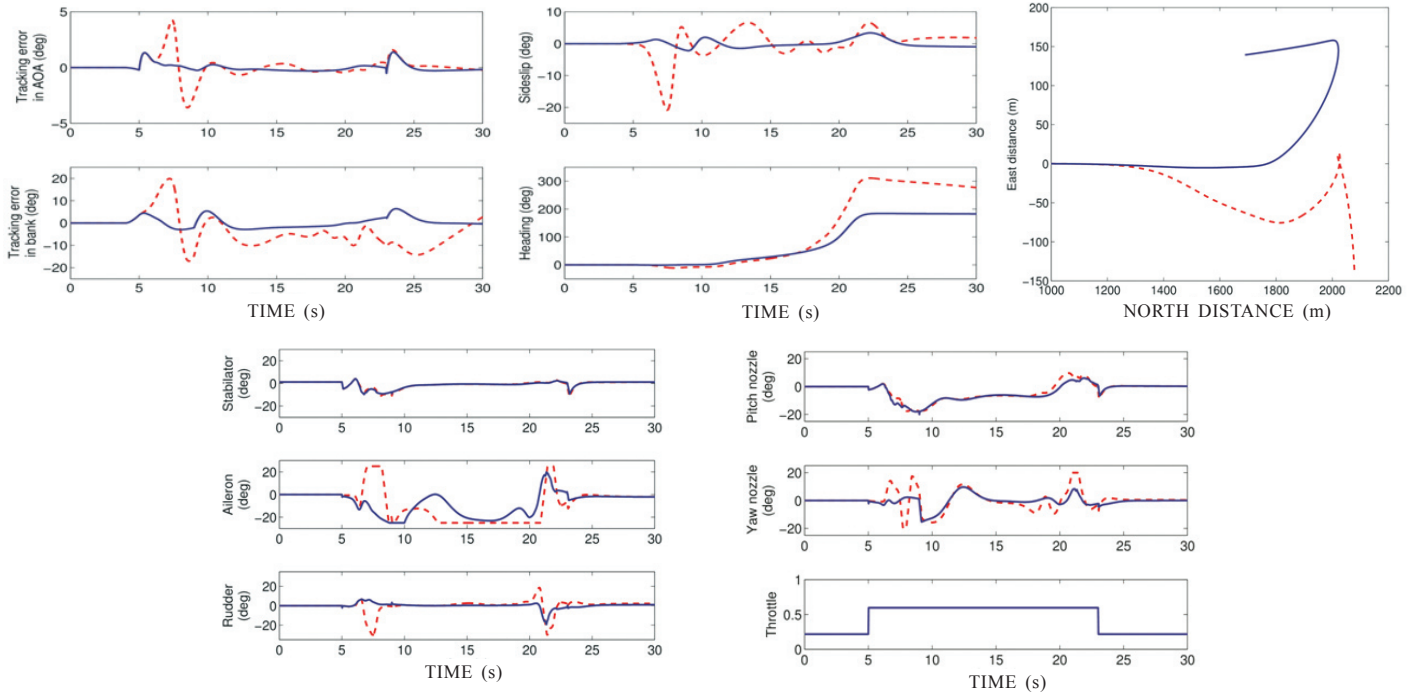 Tracking error
in AOA (deg)
5
0
−5
0 5 10 15 20 25 30
Tracking error
in bank (deg)
20
10
0
−10
−20
0 5 10 15 20 25 30
TIME (s)
Sideslip
(deg)
10
0
−10
−20
0 5 10 15 20 25 30
Heading (deg)
300
200
100
0
0 5 10 15 20 25 30
TIME (s)
East distance (m)
200
150
100
50
0
−50
−100
−150
1000 1200 1400 1600 1800 2000 2200
NORTH DISTANCE (m)
Stabilator
(deg)
20
0
−20
0 5 10 15 20 25 30
Aileron
(deg)
20
0
−20
0 5 10 15 20 25 30
Rudder
(deg)
20
0
−20
0 5 10 15 20 25 30
TIME (s)
Pitch nozzle
(deg)
20
0
−20
0 5 10 15 20 25 30
Yaw nozzle
(deg)
20
0
−20
0 5 10 15 20 25 30
Throttle
1
0.5
0
0 5 10 15 20 25 30
TIME (s)